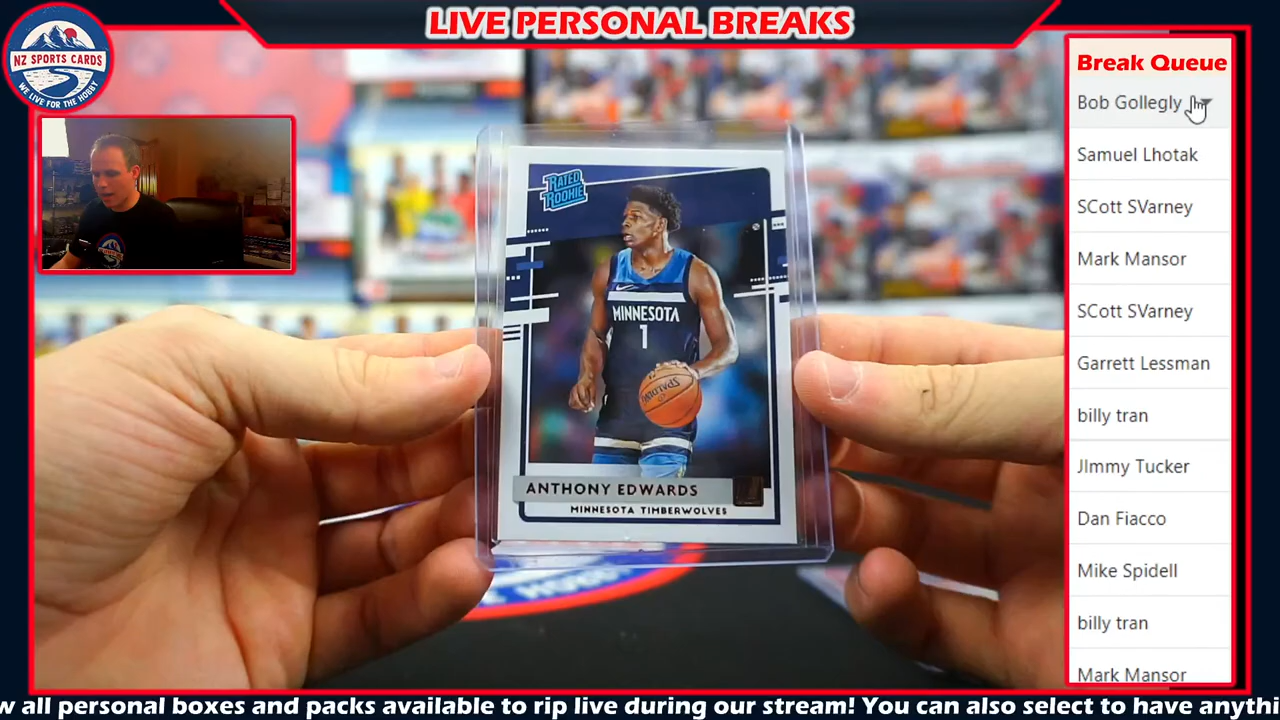 LIVE PERSONAL BREAKS
NZ SPORTS CARDS
WE LIVE FOR THE HOBBY
Break Queue
Bob Gollegly
Samuel Lhotak
SCott SVarney
Mark Mansor
SCott SVarney
Garrett Lessman
billy tran
JImmy Tucker
Dan Fiacco
Mike Spidell
billy tran
Mark Mansor
RATED
ROOKIE
MINNESOTA
1
SPALDING
ANTHONY EDWARDS
MINNESOTA TIMBERWOLVES
HOBBY
w all personal boxes and packs available to rip live during our stream! You can also select to have anythi